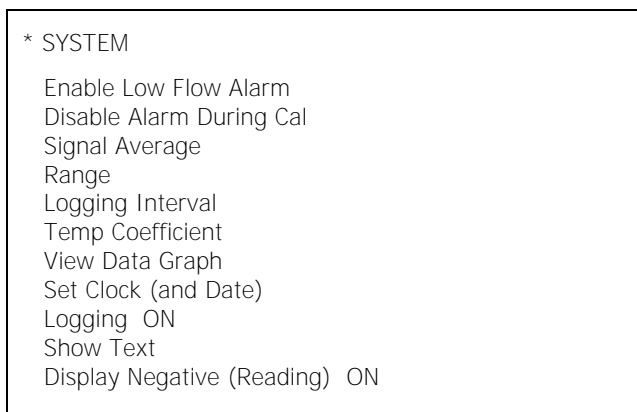 * SYSTEM
Enable Low Flow Alarm
Disable Alarm During Cal
Signal Average
Range
Logging Interval
Temp Coefficient
View Data Graph
Set Clock (and Date)
Logging ON
Show Text
Display Negative (Reading) ON